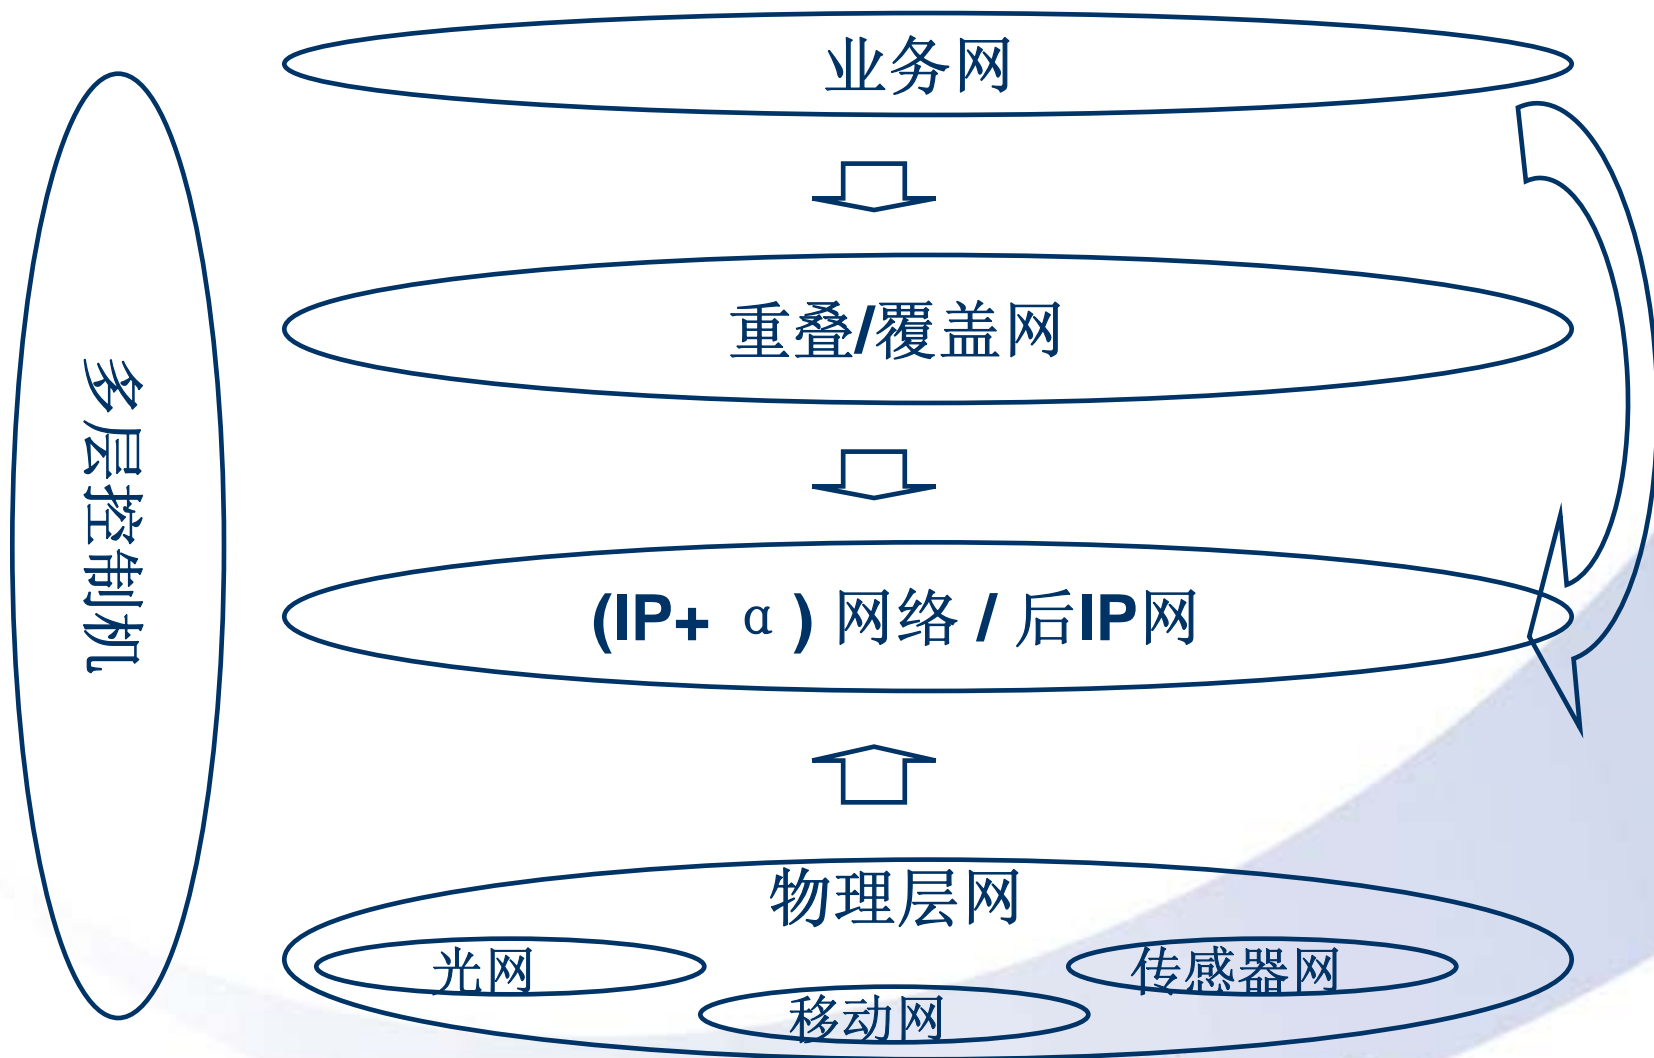 业务网
重叠/覆盖网
多层控制机
(IP+ α ) 网络 / 后IP网
物理层网
光网
传感器网
移动网